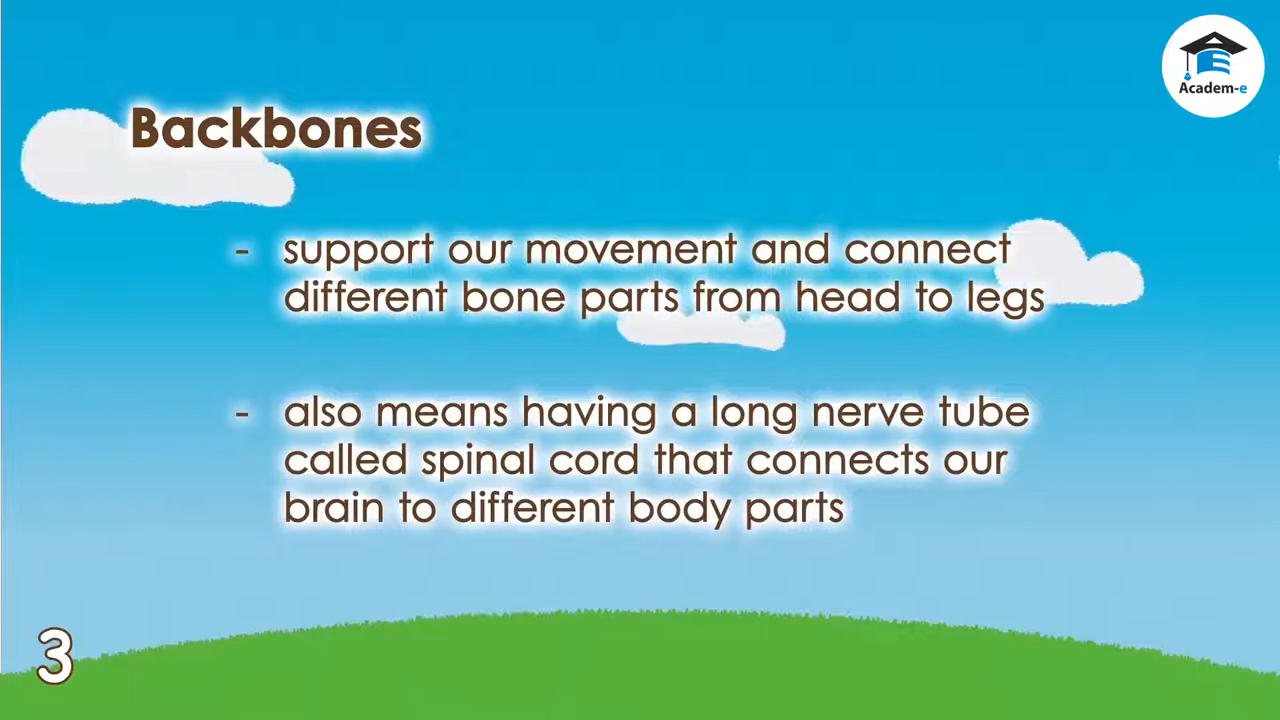 Academ-e
Backbones
- support our movement and connect
different bone parts from head to legs
- also means having a long nerve tube
called spinal cord that connects our
brain to different body parts
3